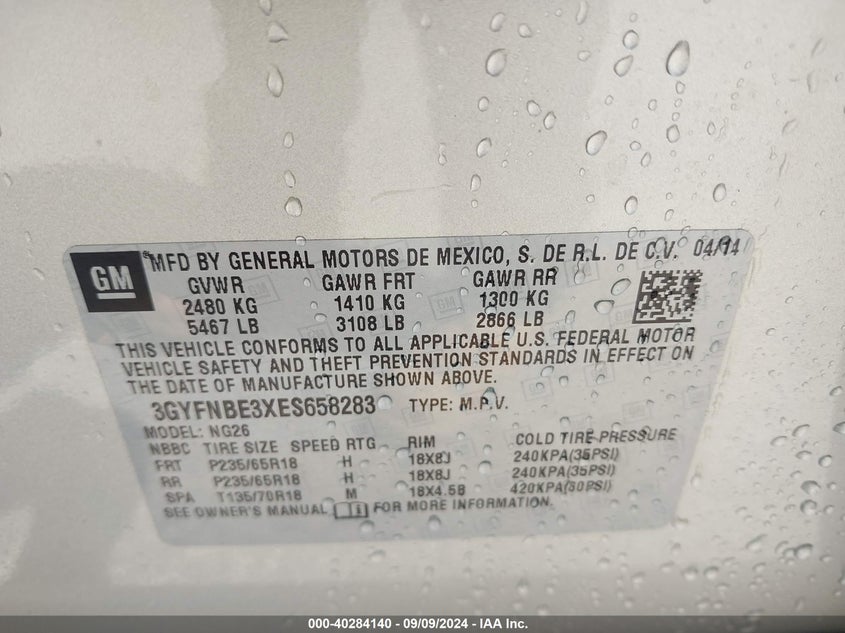 GM
MFD BY GENERAL MOTORS DE MEXICO, S. DE R.L. DE C.V. 04/14
GVWR GAWR FRT GAWR RR
2480 KG 1410 KG 1300 KG
5467 LB 3108 LB 2866 LB
THIS VEHICLE CONFORMS TO ALL APPLICABLE U.S. FEDERAL MOTOR
VEHICLE SAFETY AND THEFT PREVENTION STANDARDS IN EFFECT ON
THE DATE OF MANUFACTURE SHOWN ABOVE.
3GYFNBE3XES658283 TYPE: M.P.V.
MODEL: NG26
NBBC TIRE SIZE SPEED RTG RIM COLD TIRE PRESSURE
FRT P235/65R18 H 18X8J 240KPA(35PSI)
RR P235/65R18 H 18X8J 240KPA(35PSI)
SPA T135/70R18 M 18X4.5B 420KPA(60PSI)
SEE OWNER'S MANUAL FOR MORE INFORMATION.
000-40284140 - 09/09/2024 - IAA Inc.